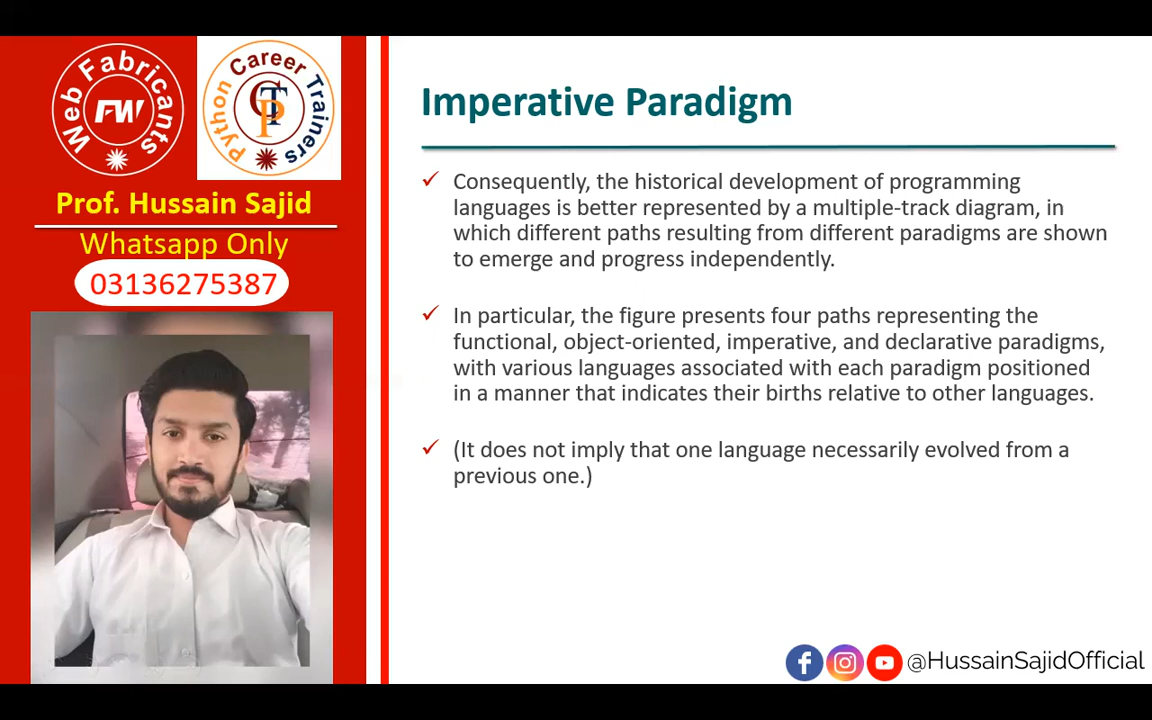 Web Fabricants
FW
Python Career Trainers
CTP
Prof. Hussain Sajid
Whatsapp Only
03136275387
Imperative Paradigm
Consequently, the historical development of programming
languages is better represented by a multiple-track diagram, in
which different paths resulting from different paradigms are shown
to emerge and progress independently.
In particular, the figure presents four paths representing the
functional, object-oriented, imperative, and declarative paradigms,
with various languages associated with each paradigm positioned
in a manner that indicates their births relative to other languages.
(It does not imply that one language necessarily evolved from a
previous one.)
@HussainSajidOfficial